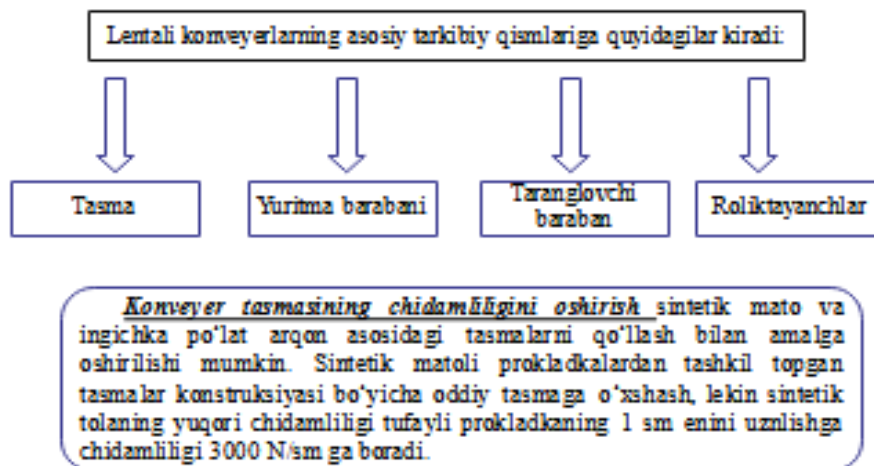 Lentali konveyerlarning asosiy tarkibiy qismlariga quyidagilar kiradi:
Tasma
Yuritma barabani
Taranglovchi
baraban
Roliktayanchlar
Konveyer tasmasining chidamliligini oshirish sintetik mato va
ingichka po‘lat arqon asosidagi tasmalarni qo‘llash bilan amalga
oshirilishi mumkin. Sintetik matoli prokladkalardan tashkil topgan
tasmalar konstruksiyasi bo‘yicha oddiy tasmaga o‘xshash, lekin sintetik
tolaning yuqori chidamliligi tufayli prokladkaning 1 sm enini uznlishga
chidamliligi 3000 N/sm ga boradi.